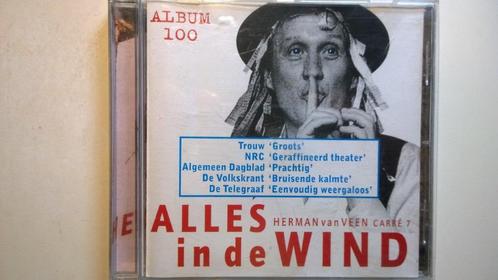 ALBUM
100
Trouw 'Groots'
NRC 'Geraffineerd theater'
Algemeen Dagblad 'Prachtig'
De Volkskrant 'Bruisende kalmte'
De Telegraaf 'Eenvoudig weergaloos'
ALLES HERMAN van VEEN CARRÉ 7
in de WIND